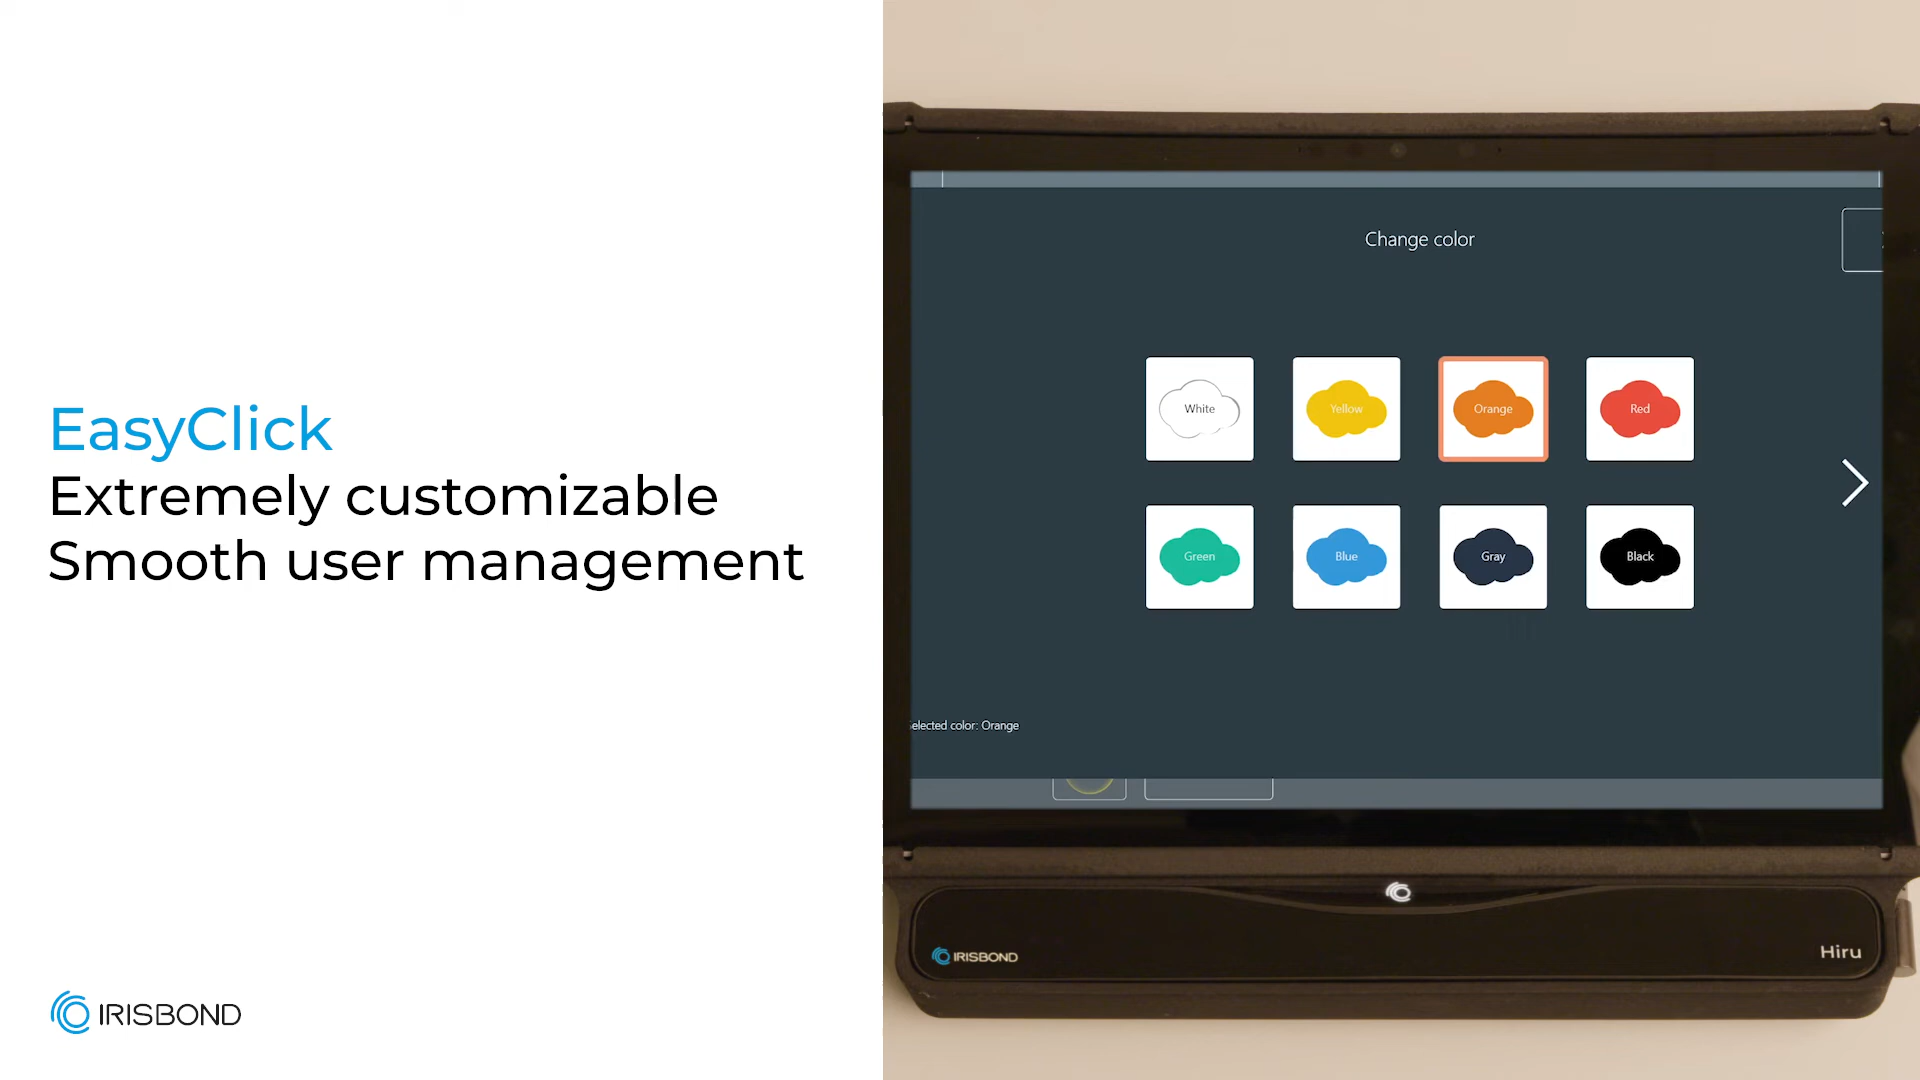 EasyClick
Extremely customizable
Smooth user management
IRISBOND
Change color
White
Yellow
Orange
Red
Green
Blue
Gray
Black
elected color: Orange
IRISBOND
Hiru